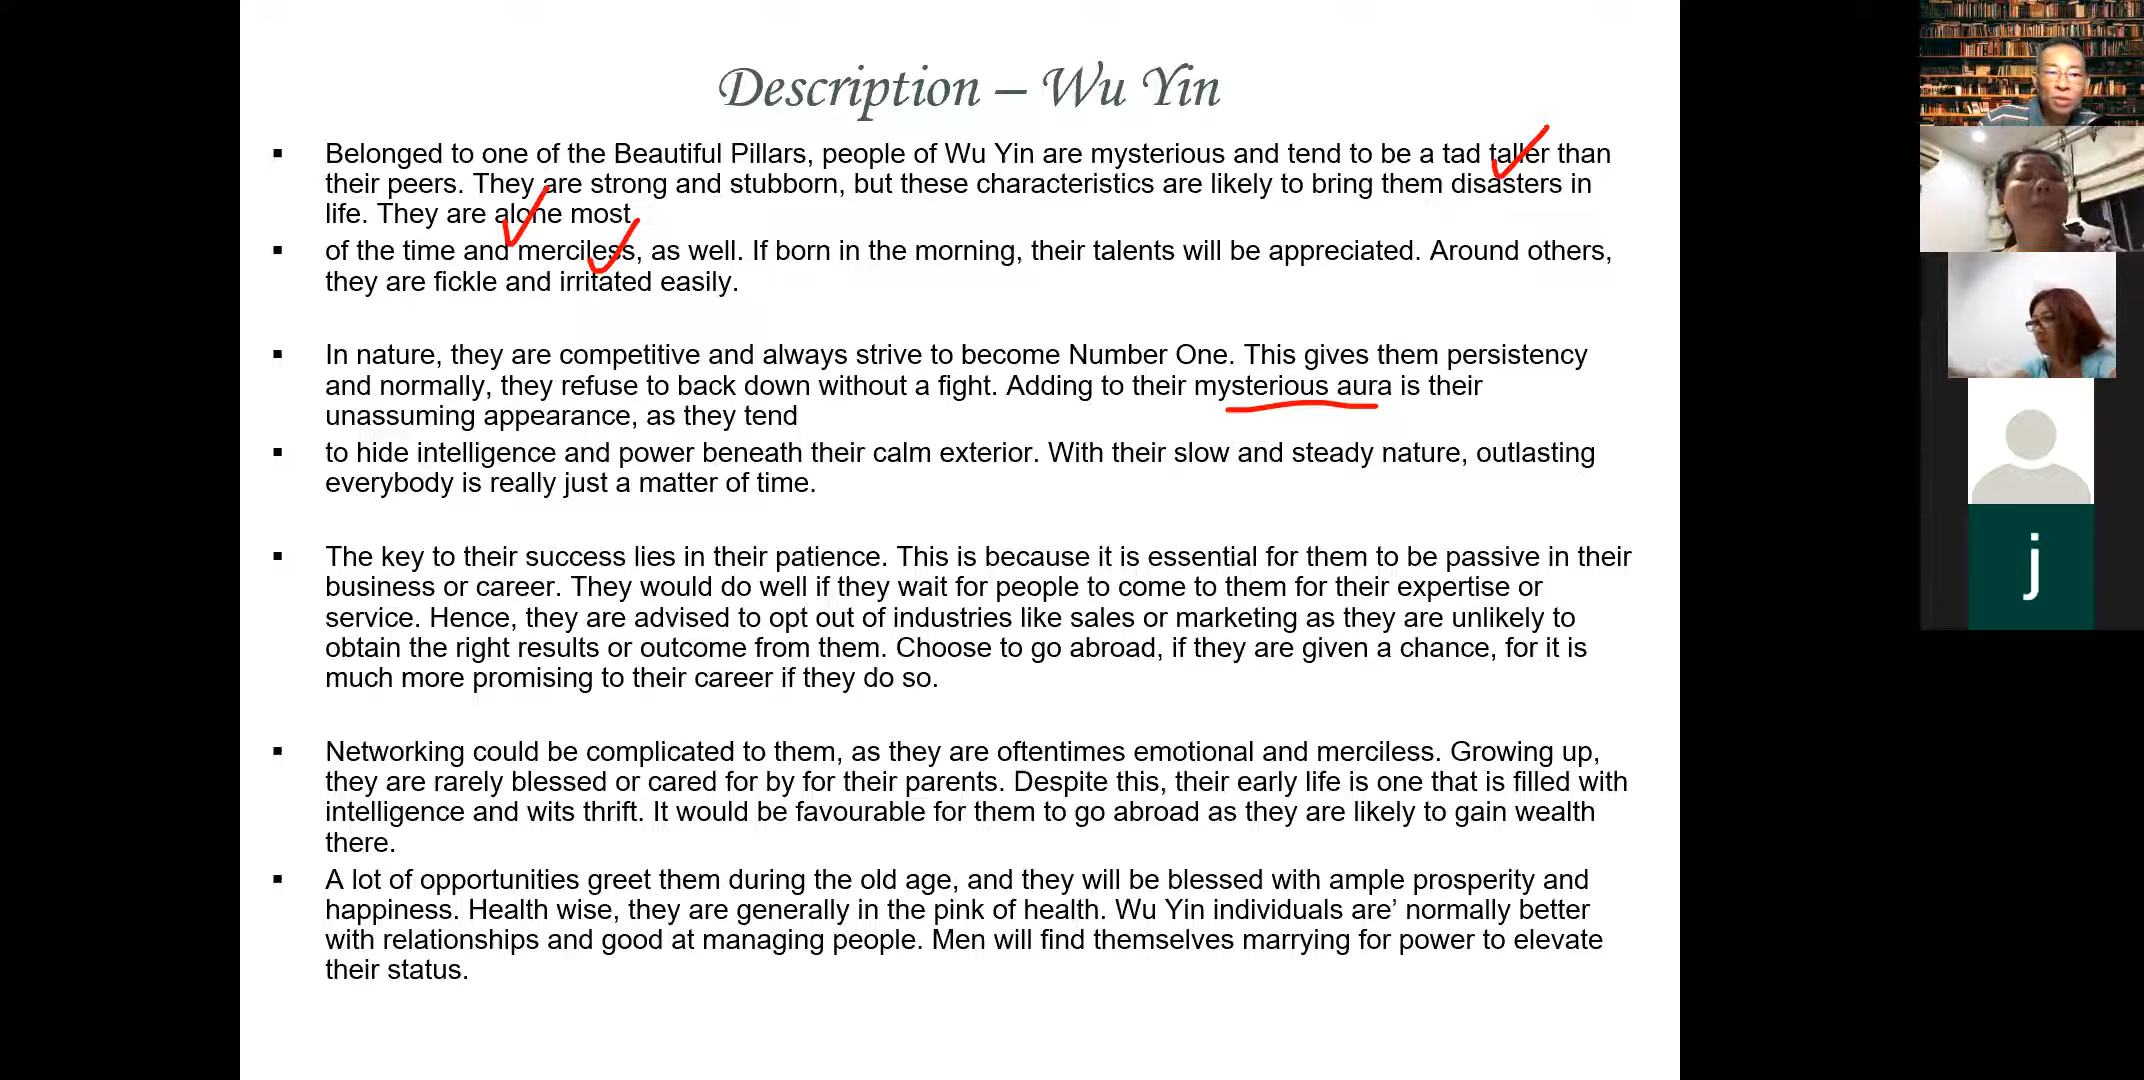 Description – Wu Yin
▪ Belonged to one of the Beautiful Pillars, people of Wu Yin are mysterious and tend to be a tad taller than
their peers. They are strong and stubborn, but these characteristics are likely to bring them disasters in
life. They are alone most
▪ of the time and merciless, as well. If born in the morning, their talents will be appreciated. Around others,
they are fickle and irritated easily.
▪ In nature, they are competitive and always strive to become Number One. This gives them persistency
and normally, they refuse to back down without a fight. Adding to their mysterious aura is their
unassuming appearance, as they tend
▪ to hide intelligence and power beneath their calm exterior. With their slow and steady nature, outlasting
everybody is really just a matter of time.
▪ The key to their success lies in their patience. This is because it is essential for them to be passive in their
business or career. They would do well if they wait for people to come to them for their expertise or
service. Hence, they are advised to opt out of industries like sales or marketing as they are unlikely to
obtain the right results or outcome from them. Choose to go abroad, if they are given a chance, for it is
much more promising to their career if they do so.
▪ Networking could be complicated to them, as they are oftentimes emotional and merciless. Growing up,
they are rarely blessed or cared for by for their parents. Despite this, their early life is one that is filled with
intelligence and wits thrift. It would be favourable for them to go abroad as they are likely to gain wealth
there.
▪ A lot of opportunities greet them during the old age, and they will be blessed with ample prosperity and
happiness. Health wise, they are generally in the pink of health. Wu Yin individuals are’ normally better
with relationships and good at managing people. Men will find themselves marrying for power to elevate
their status.
j